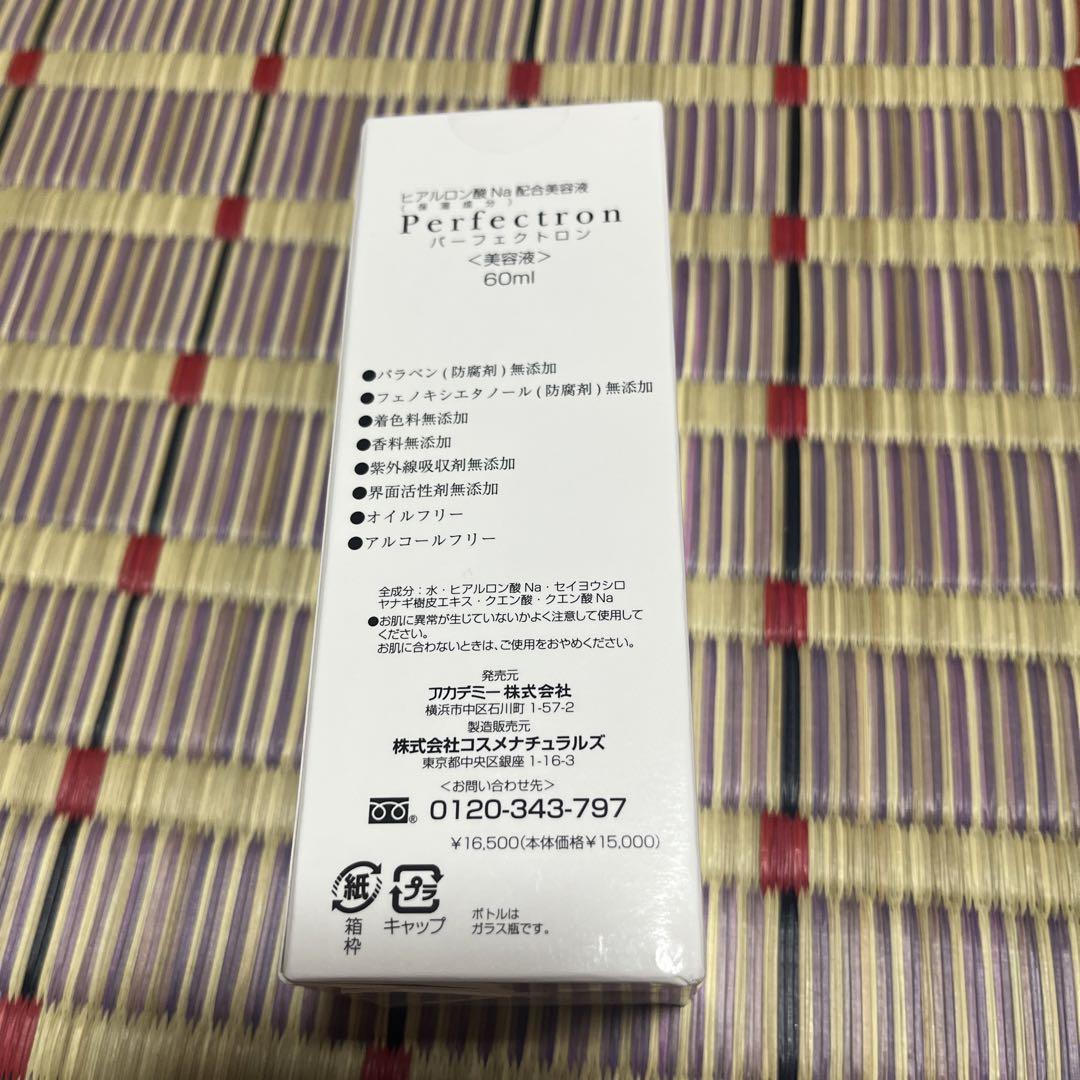 ヒアルロン酸 Na 配合美容液
(保湿成分)
Perfectron
パーフェクトロン
<美容液>
60ml
●パラベン(防腐剤)無添加
●フェノキシエタノール(防腐剤)無添加
●着色料無添加
●香料無添加
●紫外線吸収剤無添加
●界面活性剤無添加
●オイルフリー
●アルコールフリー
全成分:水・ヒアルロン酸 Na・セイヨウシロ
ヤナギ樹皮エキス・クエン酸・クエン酸 Na
●お肌に異常が生じていないかよく注意して使用して
ください。
お肌に合わないときは、ご使用をおやめください。
発売元
アカデミー株式会社
横浜市中区石川町 1-57-2
製造販売元
株式会社コスメナチュラルズ
東京都中央区銀座 1-16-3
<お問い合わせ先>
® 0120-343-797
¥16,500(本体価格¥15,000)
紙
箱
枠
プラ
キャップ
ボトルは
ガラス瓶です。